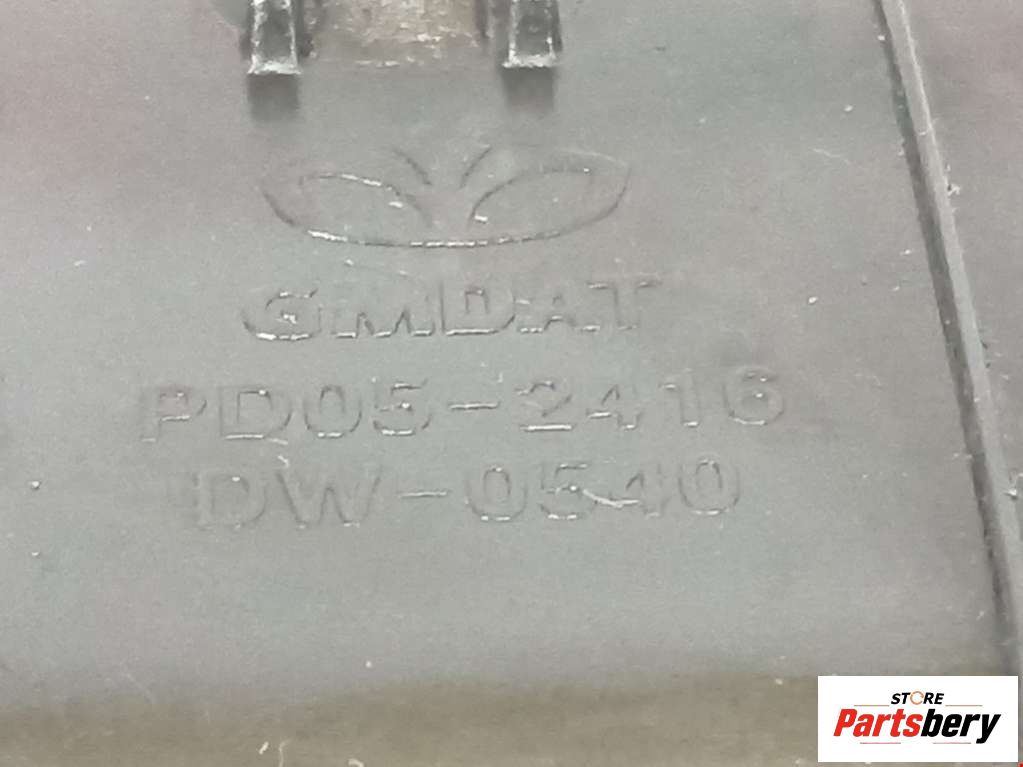 GMDAT
PD05-2416
DW-0540
STORE
Partsbery